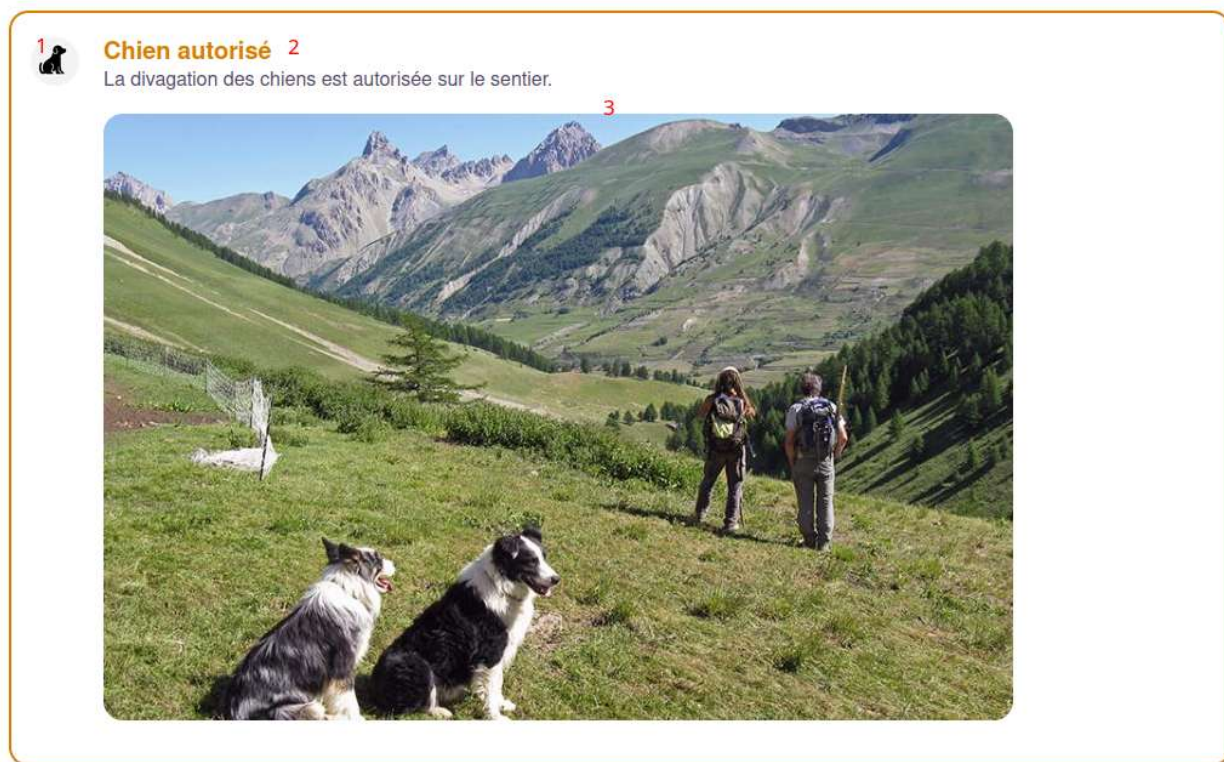 1
Chien autorisé 2
La divagation des chiens est autorisée sur le sentier.
3